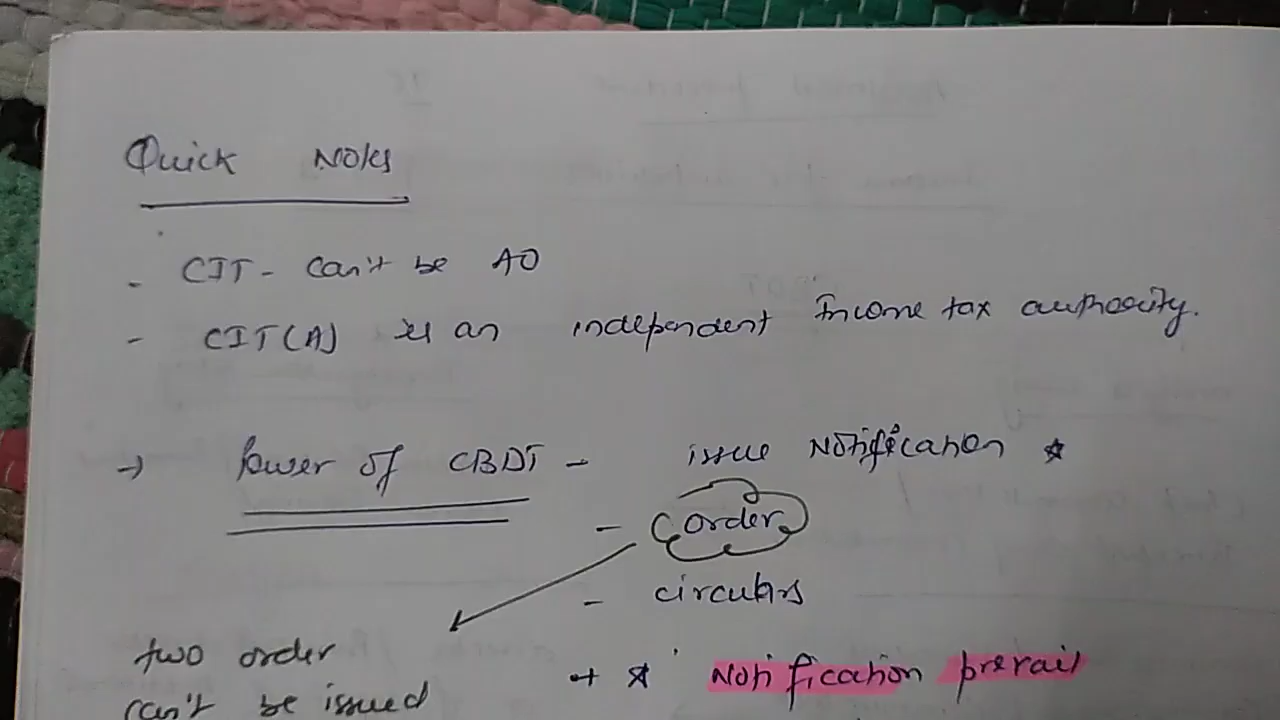 Quick Notes
- CIT - can't be AO
- CIT(A) is an independent Income tax authority.
→ Power of CBDT - issue Notification ☆
- order
- circulars
two order
can't be issued
→ ☆ Notification prevail